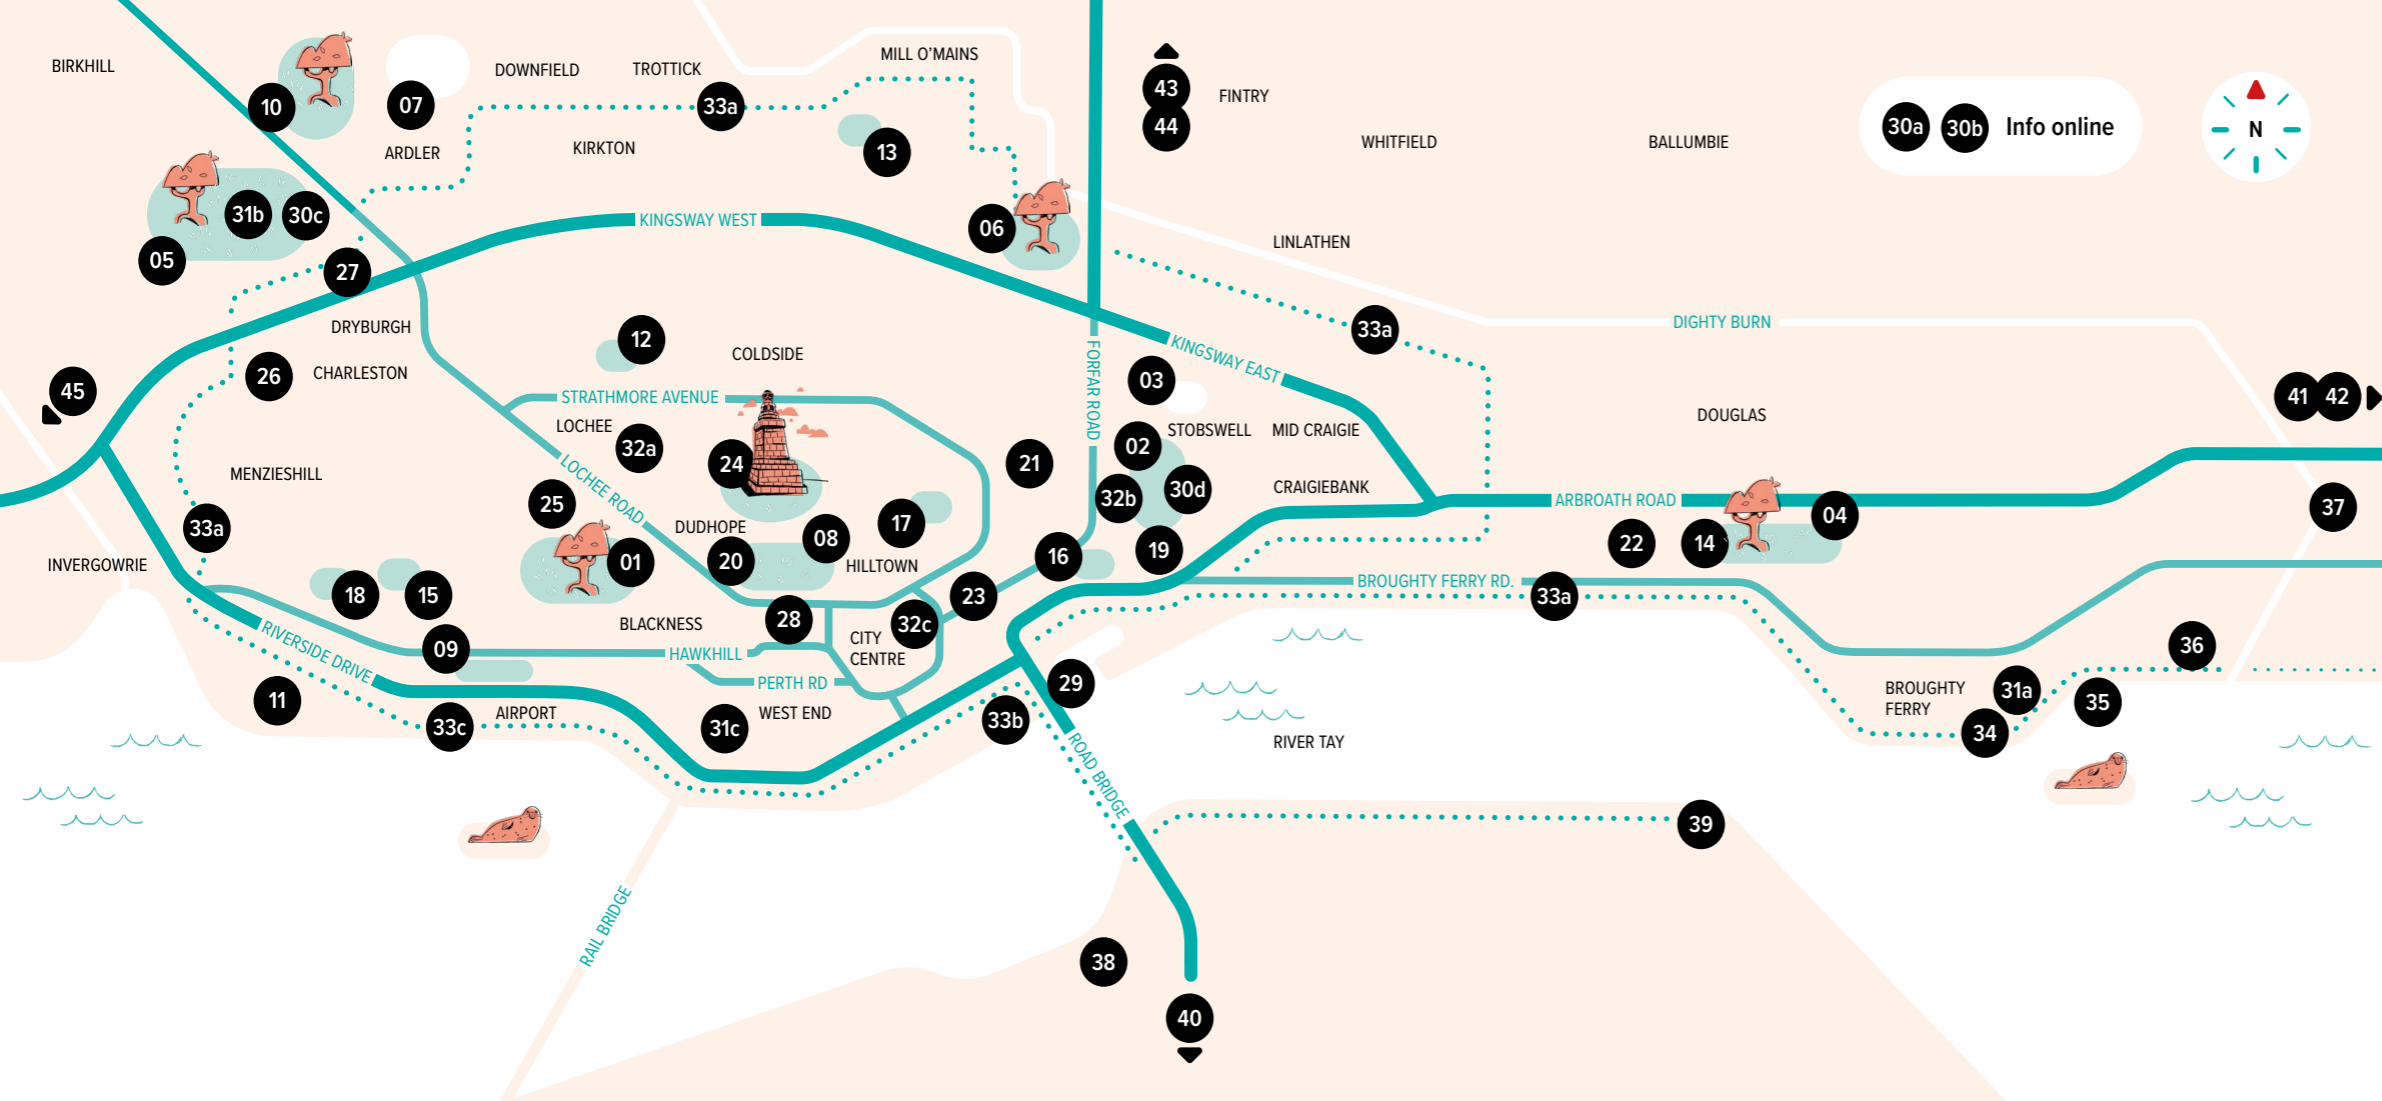 BIRKHILL
DOWNFIELD
TROTTICK
MILL O'MAINS
10
07
33a
43
44
FINTRY
30a
30b
Info online
N
ARDLER
KIRKTON
13
WHITFIELD
BALLUMBIE
31b
30c
05
27
KINGSWAY WEST
06
LINLATHEN
DRYBURGH
12
COLDSIDE
FORFAR ROAD
KINGSWAY EAST
33a
DIGHTY BURN
45
26
CHARLESTON
STRATHMORE AVENUE
03
41
42
LOCHEE
32a
24
21
02
STOBSWELL
MID CRAIGIE
DOUGLAS
MENZIESHILL
LOCHEE ROAD
25
32b
30d
CRAIGIEBANK
ARBROATH ROAD
04
37
33a
DUDHOPE
08
17
INVERGOWRIE
01
20
HILLTOWN
16
19
22
14
18
15
28
32c
23
BROUGHTY FERRY RD.
33a
BLACKNESS
CITY
CENTRE
RIVERSIDE DRIVE
09
HAWKHILL
PERTH RD
36
11
33c
AIRPORT
31c
WEST END
33b
29
ROAD BRIDGE
RIVER TAY
BROUGHTY
FERRY
31a
34
35
39
RAIL BRIDGE
38
40